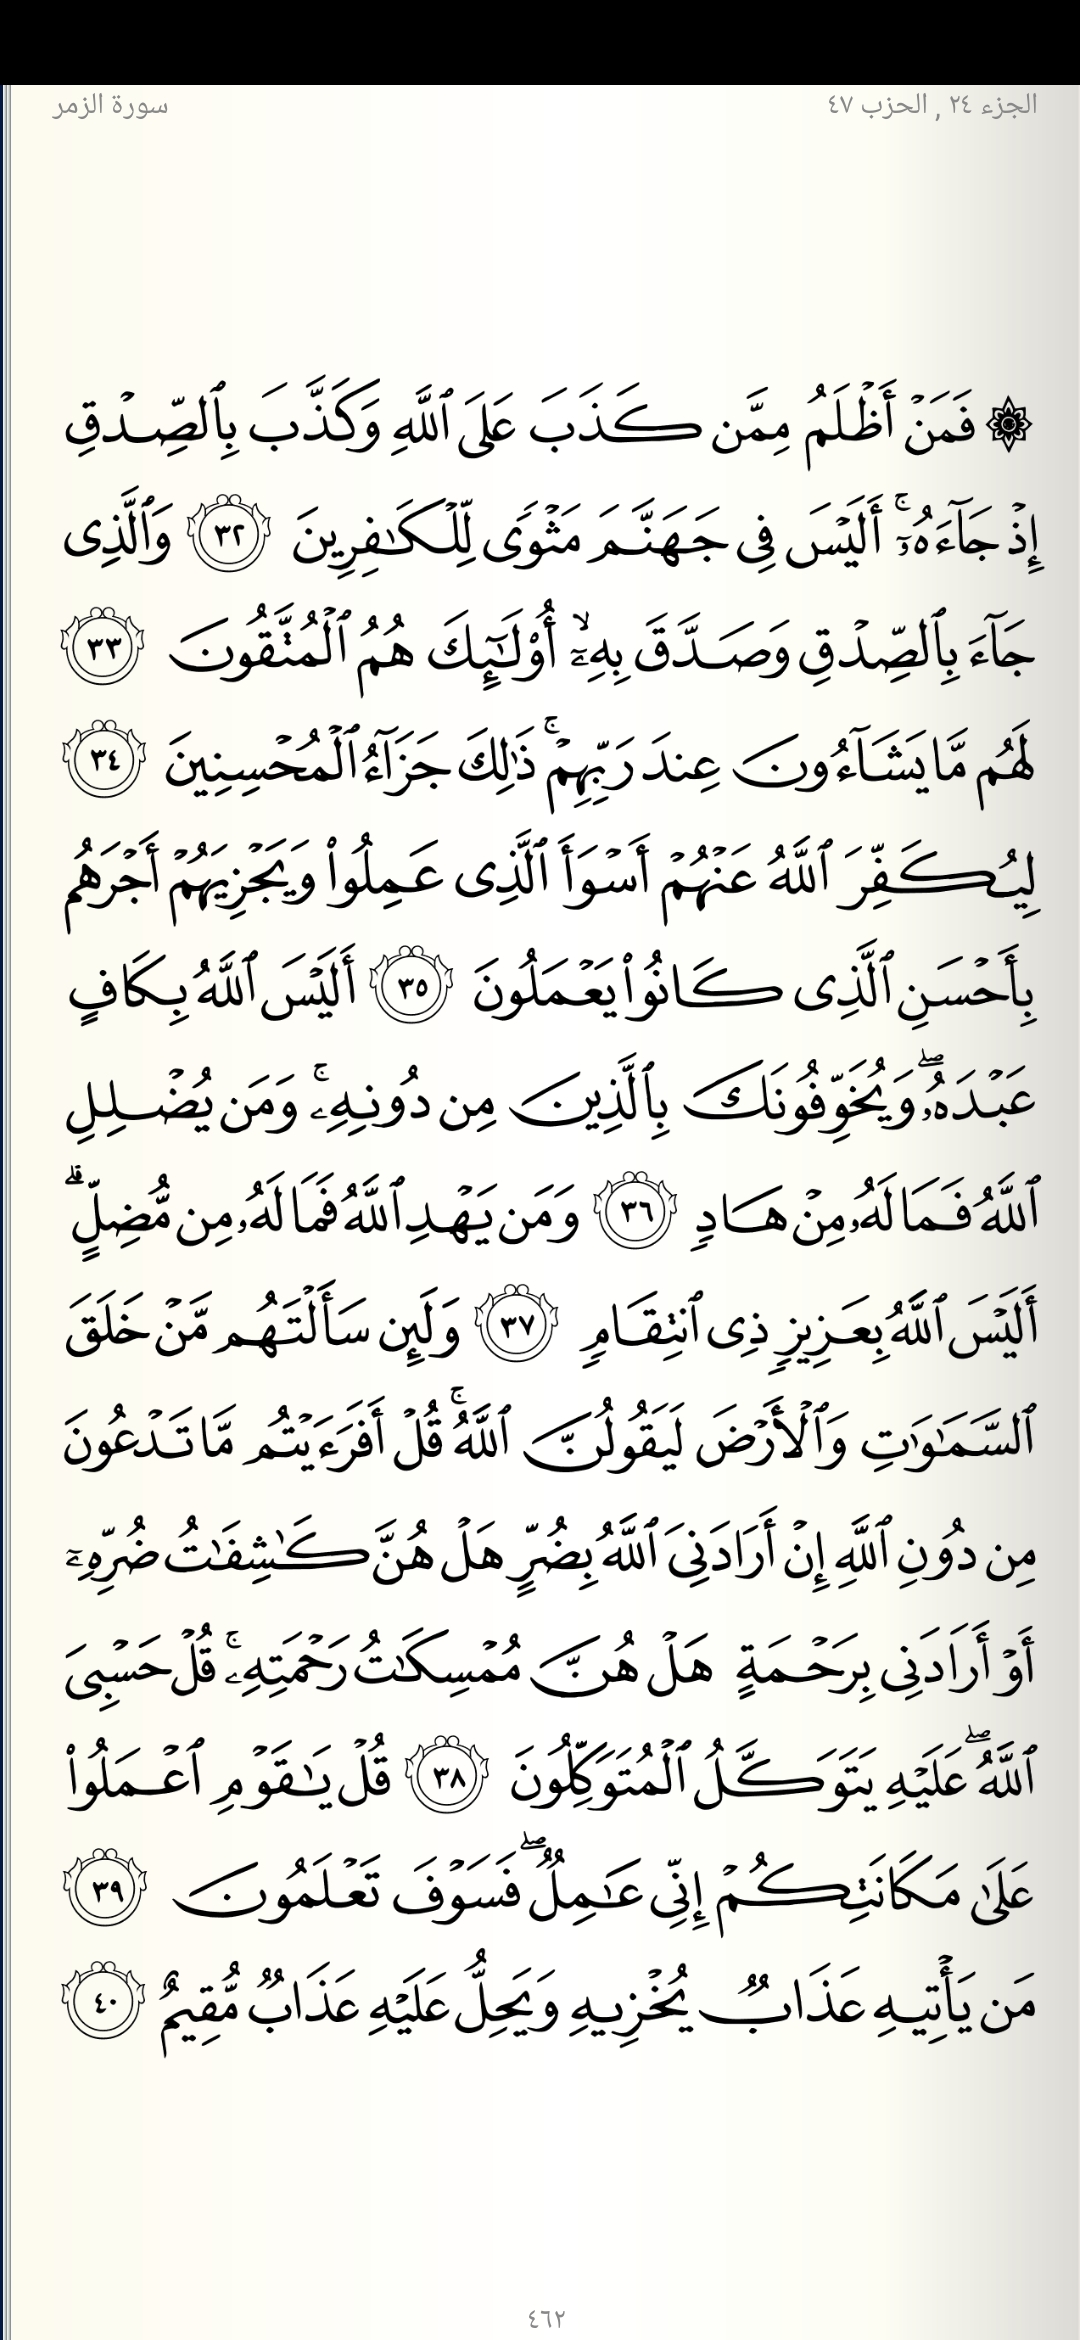 الجزء ٢٤ , الحزب ٤٧
سورة الزمر
۞ فَمَنْ أَظْلَمُ مِمَّن كَذَبَ عَلَى ٱللَّهِ وَكَذَّبَ بِٱلصِّدْقِ
إِذْ جَآءَهُۥٓ ۚ أَلَيْسَ فِى جَهَنَّمَ مَثْوًى لِّلْكَـٰفِرِينَ ٣٢ وَٱلَّذِى
جَآءَ بِٱلصِّدْقِ وَصَدَّقَ بِهِۦٓ ۙ أُو۟لَـٰٓئِكَ هُمُ ٱلْمُتَّقُونَ ٣٣
لَهُم مَّا يَشَآءُونَ عِندَ رَبِّهِمْ ۚ ذَٰلِكَ جَزَآءُ ٱلْمُحْسِنِينَ ٣٤
لِيُكَفِّرَ ٱللَّهُ عَنْهُمْ أَسْوَأَ ٱلَّذِى عَمِلُوا۟ وَيَجْزِيَهُمْ أَجْرَهُم
بِأَحْسَنِ ٱلَّذِى كَانُوا۟ يَعْمَلُونَ ٣٥ أَلَيْسَ ٱللَّهُ بِكَافٍ
عَبْدَهُۥ ۖ وَيُخَوِّفُونَكَ بِٱلَّذِينَ مِن دُونِهِۦ ۚ وَمَن يُضْلِلِ
ٱللَّهُ فَمَا لَهُۥ مِنْ هَادٍ ٣٦ وَمَن يَهْدِ ٱللَّهُ فَمَا لَهُۥ مِن مُّضِلٍّ ۗ
أَلَيْسَ ٱللَّهُ بِعَزِيزٍ ذِى ٱنتِقَامٍ ٣٧ وَلَئِن سَأَلْتَهُم مَّنْ خَلَقَ
ٱلسَّمَـٰوَٰتِ وَٱلْأَرْضَ لَيَقُولُنَّ ٱللَّهُ ۚ قُلْ أَفَرَءَيْتُم مَّا تَدْعُونَ
مِن دُونِ ٱللَّهِ إِنْ أَرَادَنِىَ ٱللَّهُ بِضُرٍّ هَلْ هُنَّ كَـٰشِفَـٰتُ ضُرِّهِۦٓ
أَوْ أَرَادَنِى بِرَحْمَةٍ هَلْ هُنَّ مُمْسِكَـٰتُ رَحْمَتِهِۦ ۚ قُلْ حَسْبِىَ
ٱللَّهُ ۖ عَلَيْهِ يَتَوَكَّلُ ٱلْمُتَوَكِّلُونَ ٣٨ قُلْ يَـٰقَوْمِ ٱعْمَلُوا۟
عَلَىٰ مَكَانَتِكُمْ إِنِّى عَـٰمِلٌ ۖ فَسَوْفَ تَعْلَمُونَ ٣٩
مَن يَأْتِيهِ عَذَابٌ يُخْزِيهِ وَيَحِلُّ عَلَيْهِ عَذَابٌ مُّقِيمٌ ٤٠
٤٦٢